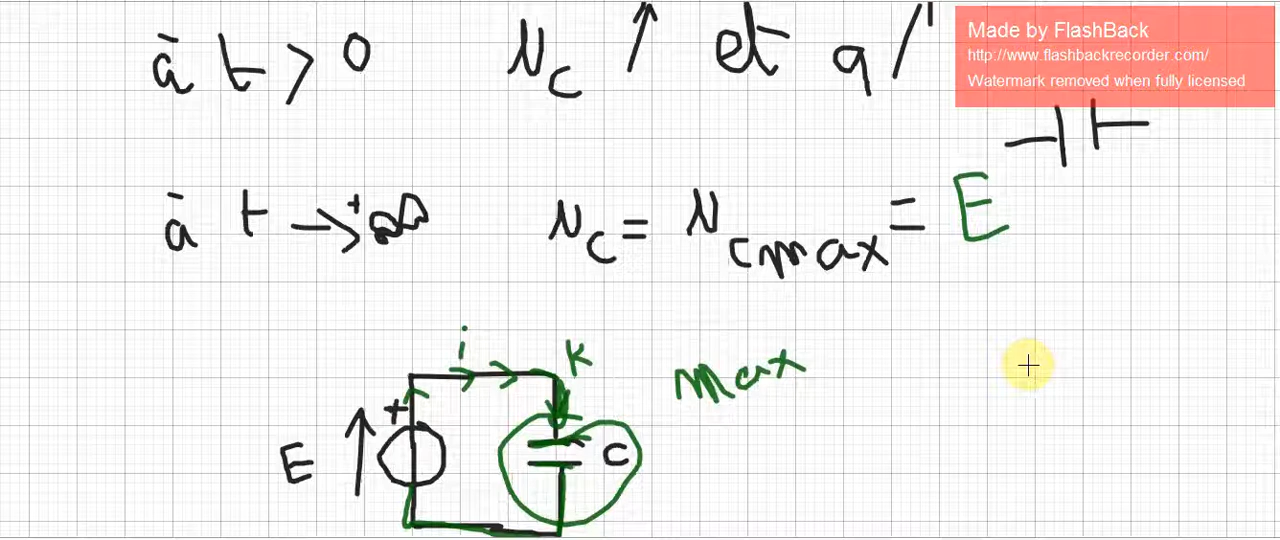 à t > 0 uc ↑ et q ↗
Made by FlashBack
http://www.flashbackrecorder.com/
Watermark removed when fully licensed
à t → +∞ uc = ucmax = E
i K max
+
E C